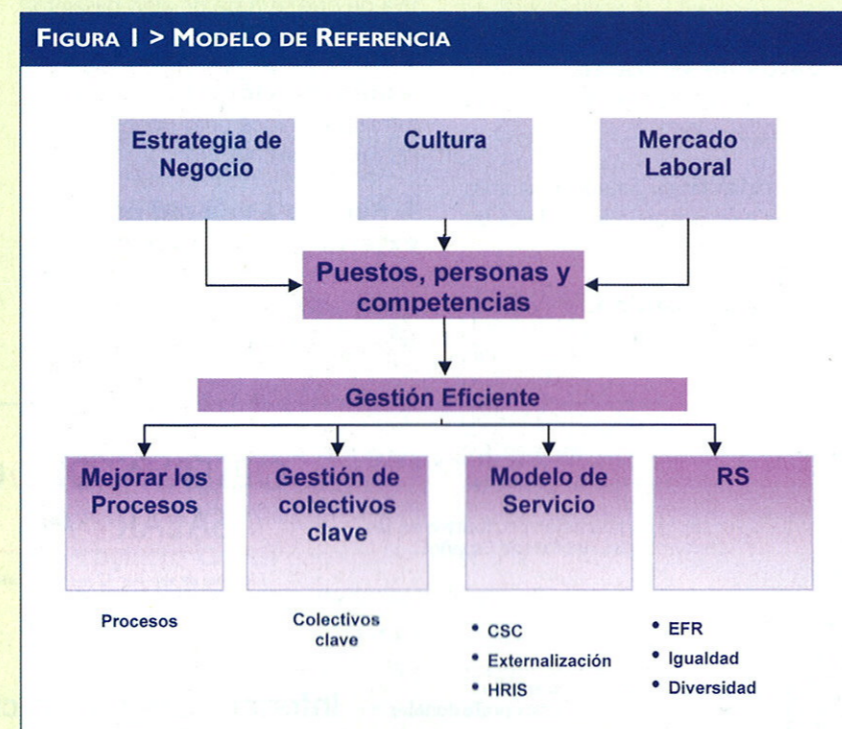 FIGURA 1 > MODELO DE REFERENCIA
Estrategia de
Negocio
Cultura
Mercado
Laboral
Puestos, personas y
competencias
Gestión Eficiente
Mejorar los
Procesos
Gestión de
colectivos
clave
Modelo de
Servicio
RS
Procesos
Colectivos
clave
• CSC
• Externalización
• HRIS
• EFR
• Igualdad
• Diversidad